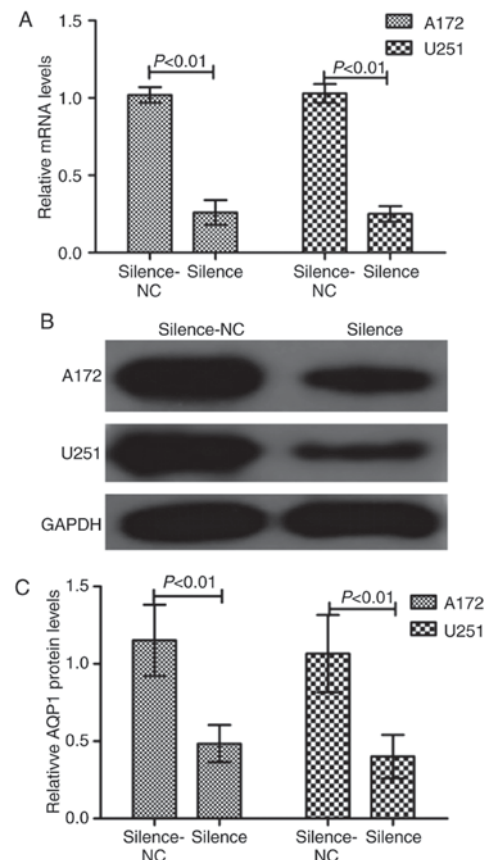 A
1.5
1.0
0.5
0.0
Relative mRNA levels
P<0.01
P<0.01
A172
U251
Silence-
NC
Silence
Silence-
NC
Silence
B
Silence-NC Silence
A172
U251
GAPDH
C
1.5
1.0
0.5
0.0
Relativve AQP1 protein levels
P<0.01
P<0.01
A172
U251
Silence-
NC
Silence
Silence-
NC
Silence